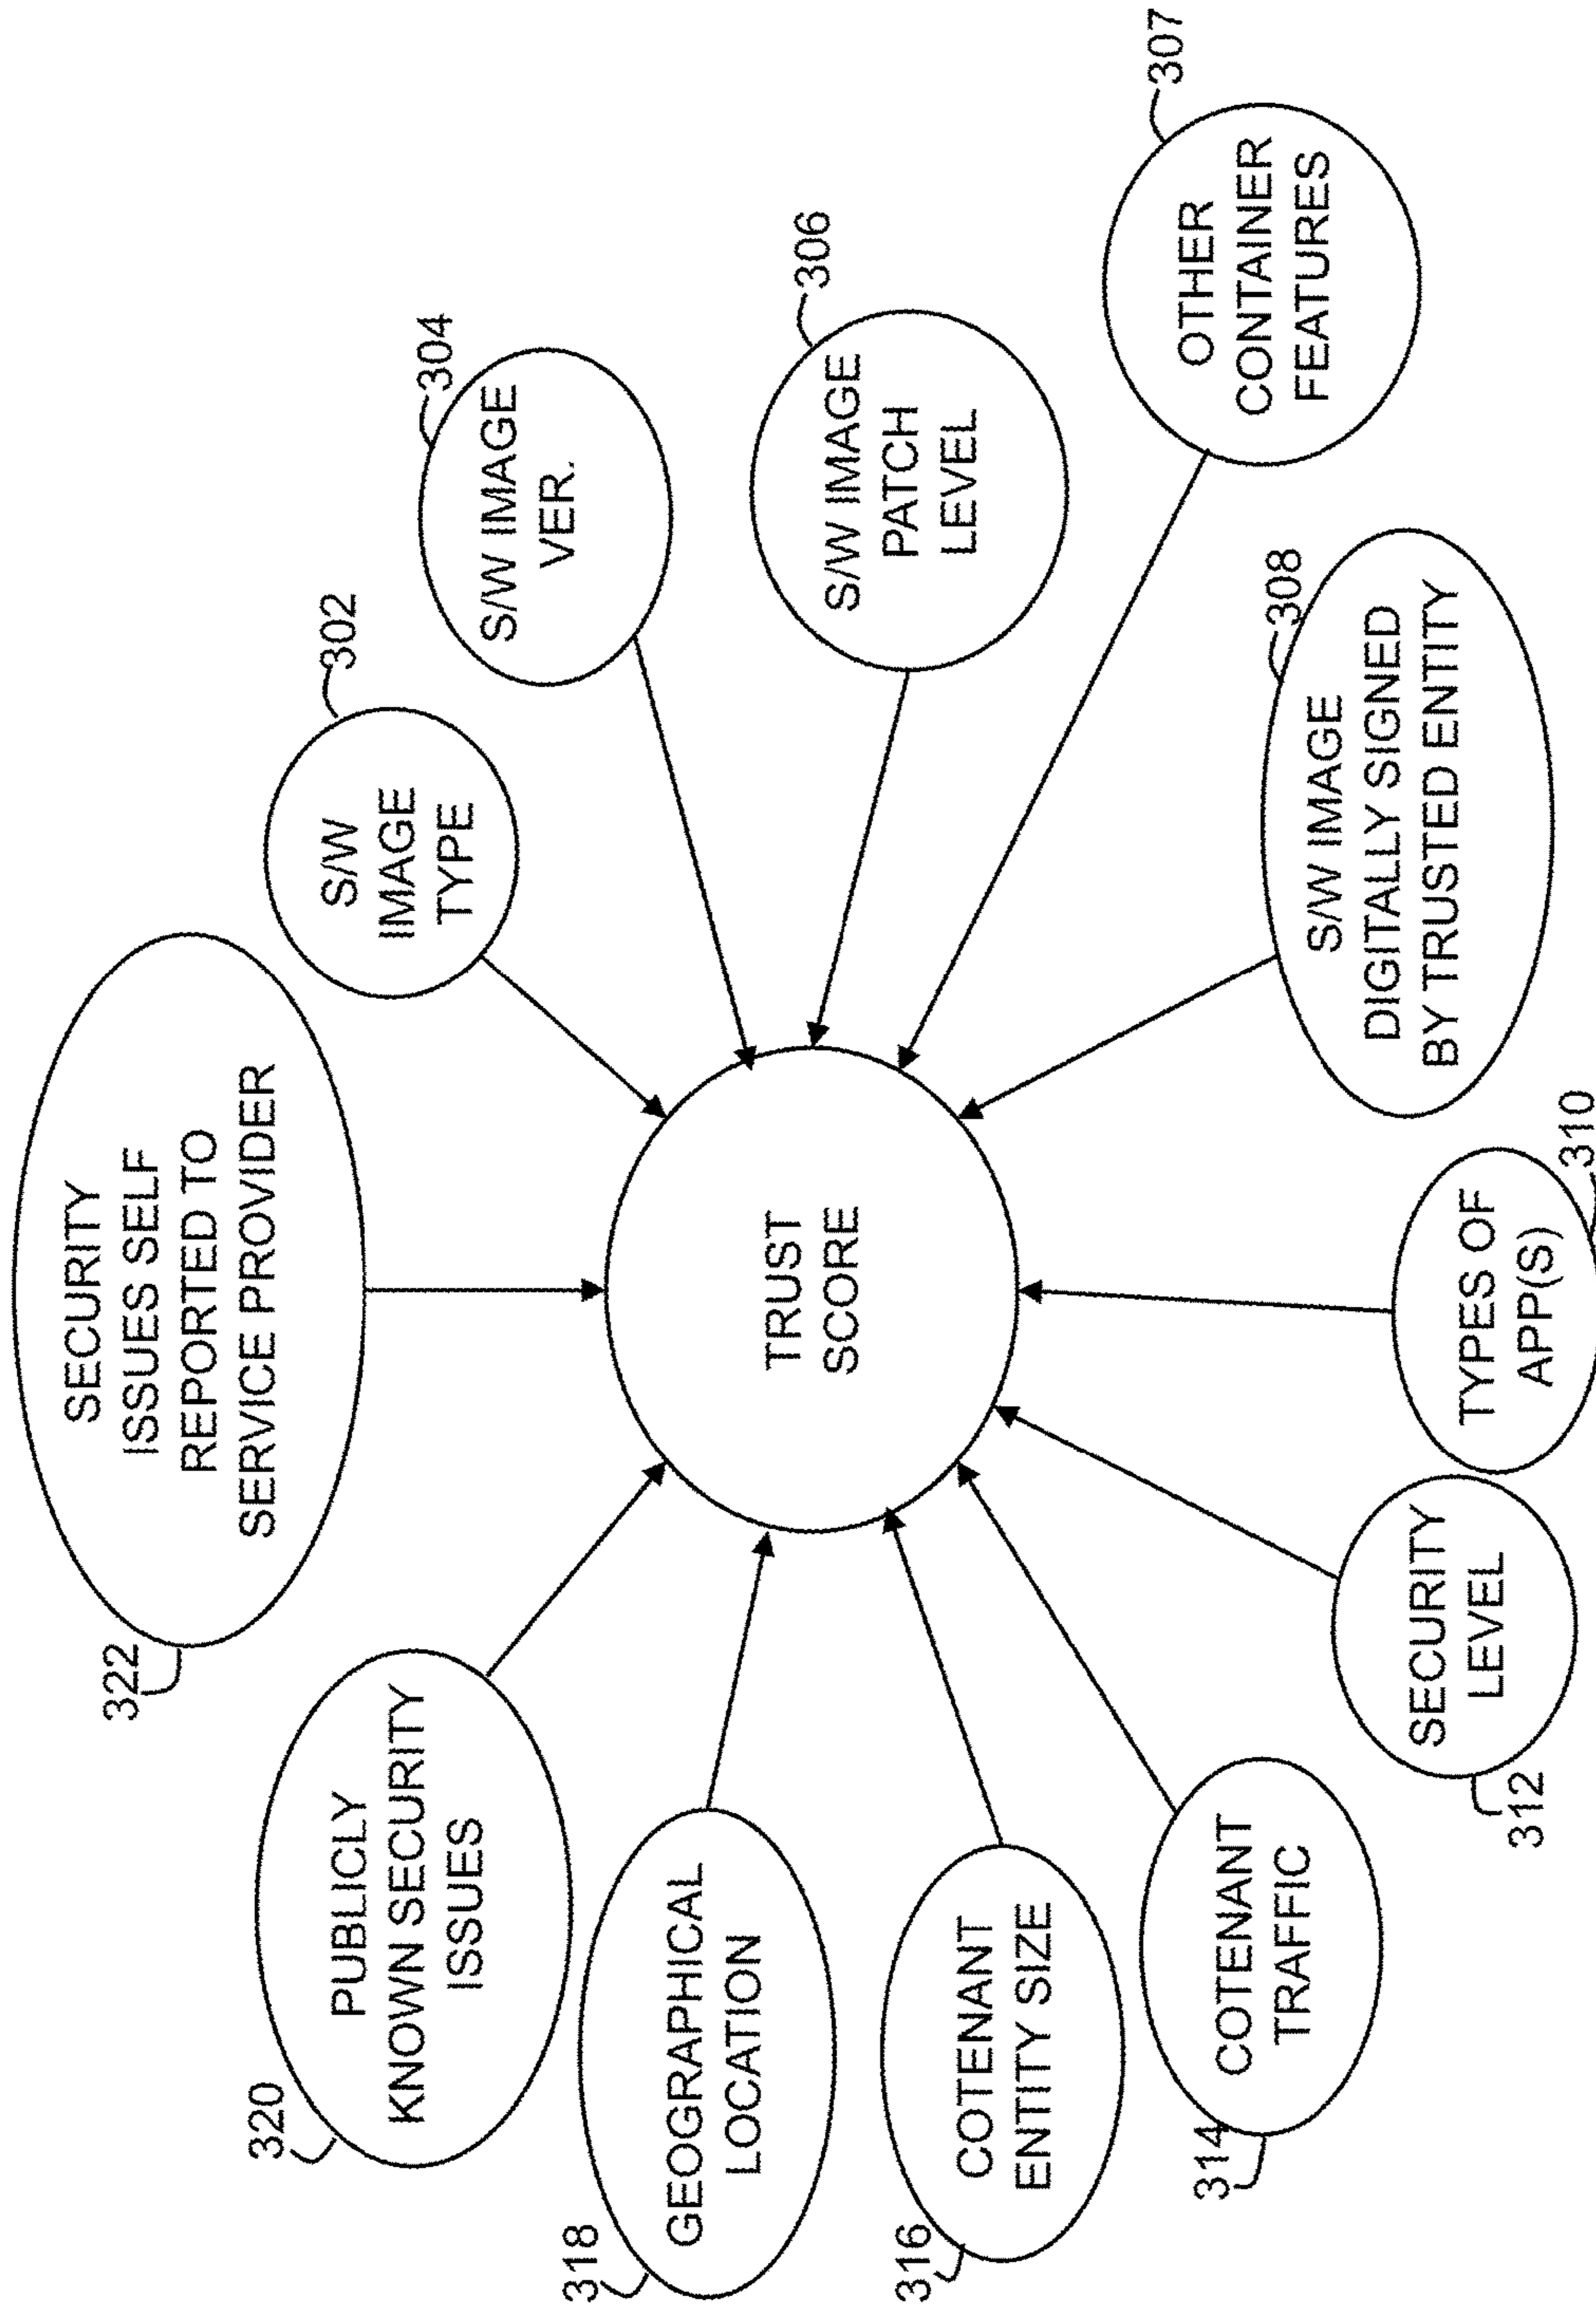 SECURITY
ISSUES SELF
REPORTED TO
SERVICE PROVIDER
322
S/W
IMAGE
TYPE
302
S/W IMAGE
VER.
304
S/W IMAGE
PATCH
LEVEL
306
OTHER
CONTAINER
FEATURES
307
S/W IMAGE
DIGITALLY SIGNED
BY TRUSTED ENTITY
308
TYPES OF
APP(S)
310
SECURITY
LEVEL
312
COTENANT
TRAFFIC
314
COTENANT
ENTITY SIZE
316
GEOGRAPHICAL
LOCATION
318
PUBLICLY
KNOWN SECURITY
ISSUES
320
TRUST
SCORE